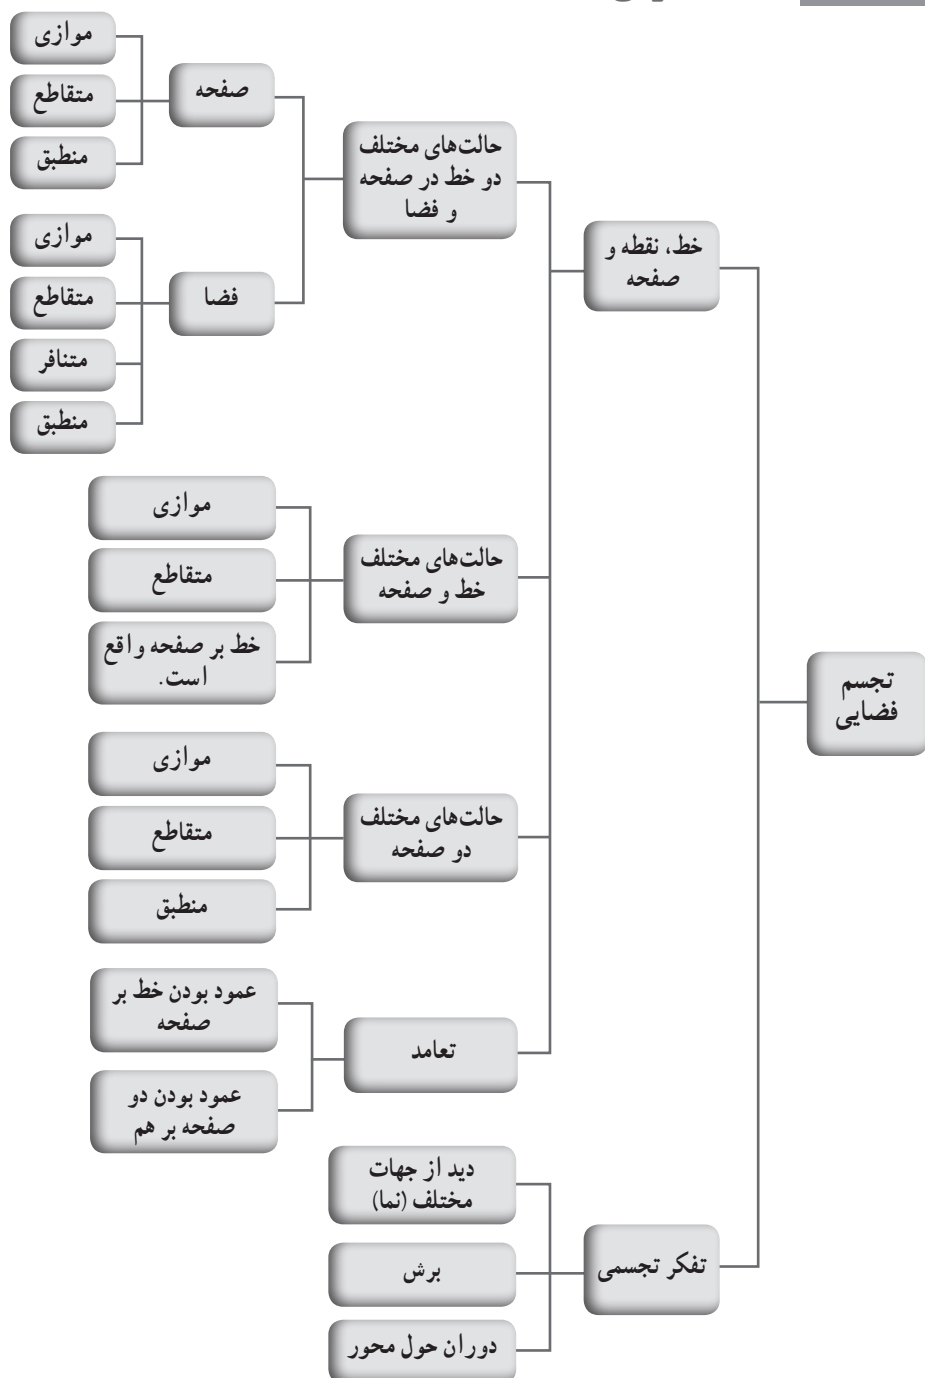 تجسم
فضایی
خط، نقطه و
صفحه
حالت‌های مختلف
دو خط در صفحه
و فضا
صفحه
موازی
متقاطع
منطبق
فضا
موازی
متقاطع
متنافر
منطبق
حالت‌های مختلف
خط و صفحه
موازی
متقاطع
خط بر صفحه واقع
است.
حالت‌های مختلف
دو صفحه
موازی
متقاطع
منطبق
تعامد
عمود بودن خط بر
صفحه
عمود بودن دو
صفحه بر هم
تفکر تجسمی
دید از جهات
مختلف (نما)
برش
دوران حول محور